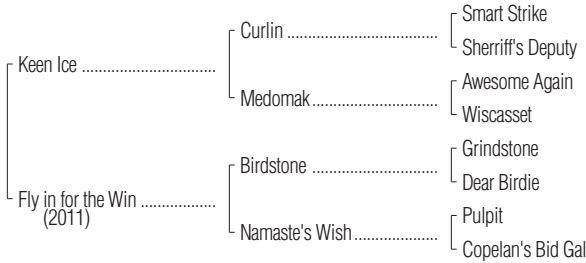 Smart Strike
Curlin
Sherriff's Deputy
Keen Ice
Awesome Again
Medomak
Wiscasset
Grindstone
Birdstone
Dear Birdie
Fly in for the Win
(2011)
Pulpit
Namaste's Wish
Copelan's Bid Gal